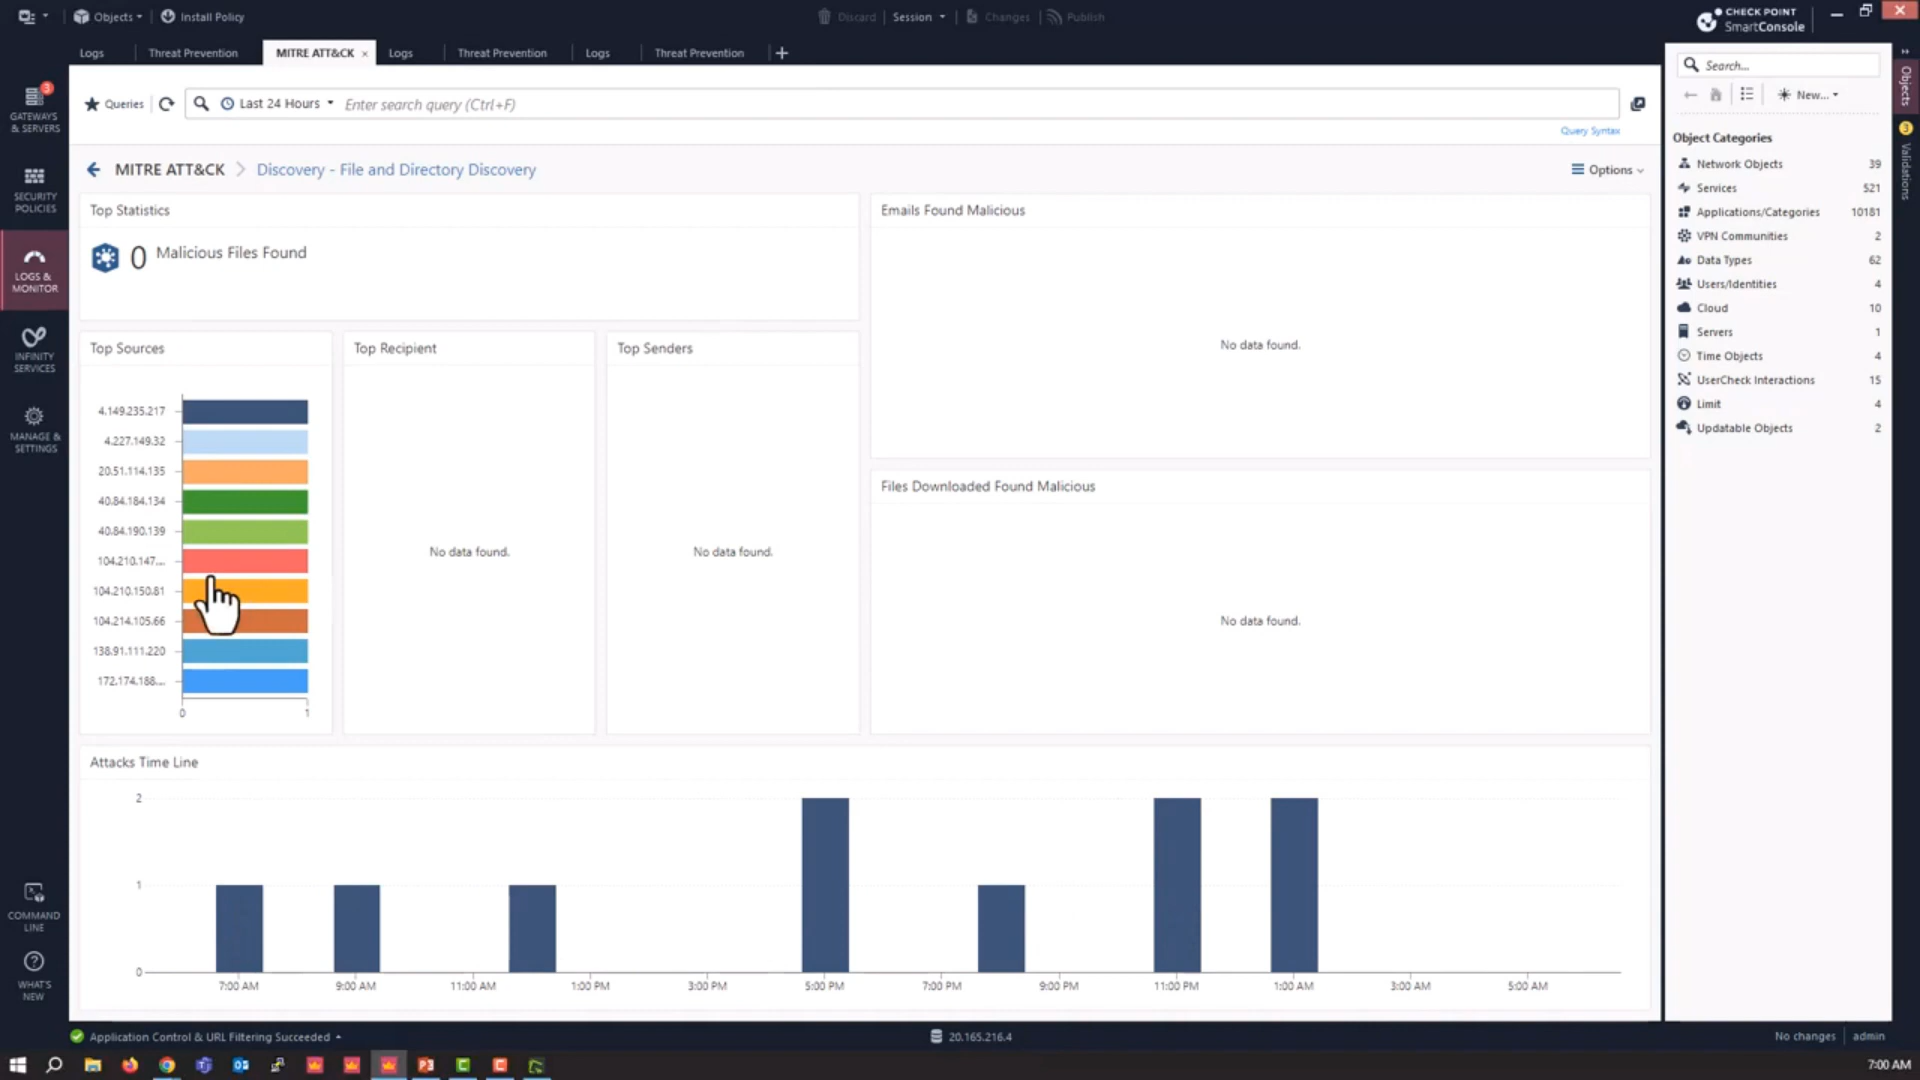 Objects
Install Policy
Discard
Session
Changes
Publish
CHECK POINT
SmartConsole
Logs
Threat Prevention
MITRE ATT&CK ×
Logs
Threat Prevention
Logs
Threat Prevention
+
3
GATEWAYS
& SERVERS
SECURITY
POLICIES
LOGS &
MONITOR
INFINITY
SERVICES
MANAGE &
SETTINGS
COMMAND
LINE
WHAT'S
NEW
Queries
Last 24 Hours
Enter search query (Ctrl+F)
Query Syntax
MITRE ATT&CK > Discovery - File and Directory Discovery
Options
Top Statistics
0 Malicious Files Found
Emails Found Malicious
No data found.
Top Sources
4.149.235.217
4.227.149.32
20.51.114.135
40.84.184.134
40.84.190.139
104.210.147....
104.210.150.81
104.214.105.66
138.91.111.220
172.174.188....
0
1
Top Recipient
No data found.
Top Senders
No data found.
Files Downloaded Found Malicious
No data found.
Attacks Time Line
2
1
0
7:00 AM
9:00 AM
11:00 AM
1:00 PM
3:00 PM
5:00 PM
7:00 PM
9:00 PM
11:00 PM
1:00 AM
3:00 AM
5:00 AM
Search...
New...
Object Categories
Network Objects 39
Services 521
Applications/Categories 10181
VPN Communities 2
Data Types 62
Users/Identities 4
Cloud 10
Servers 1
Time Objects 4
UserCheck Interactions 15
Limit 4
Updatable Objects 2
Objects
3
Validations
Application Control & URL Filtering Succeeded
20.165.216.4
No changes
admin
7:00 AM